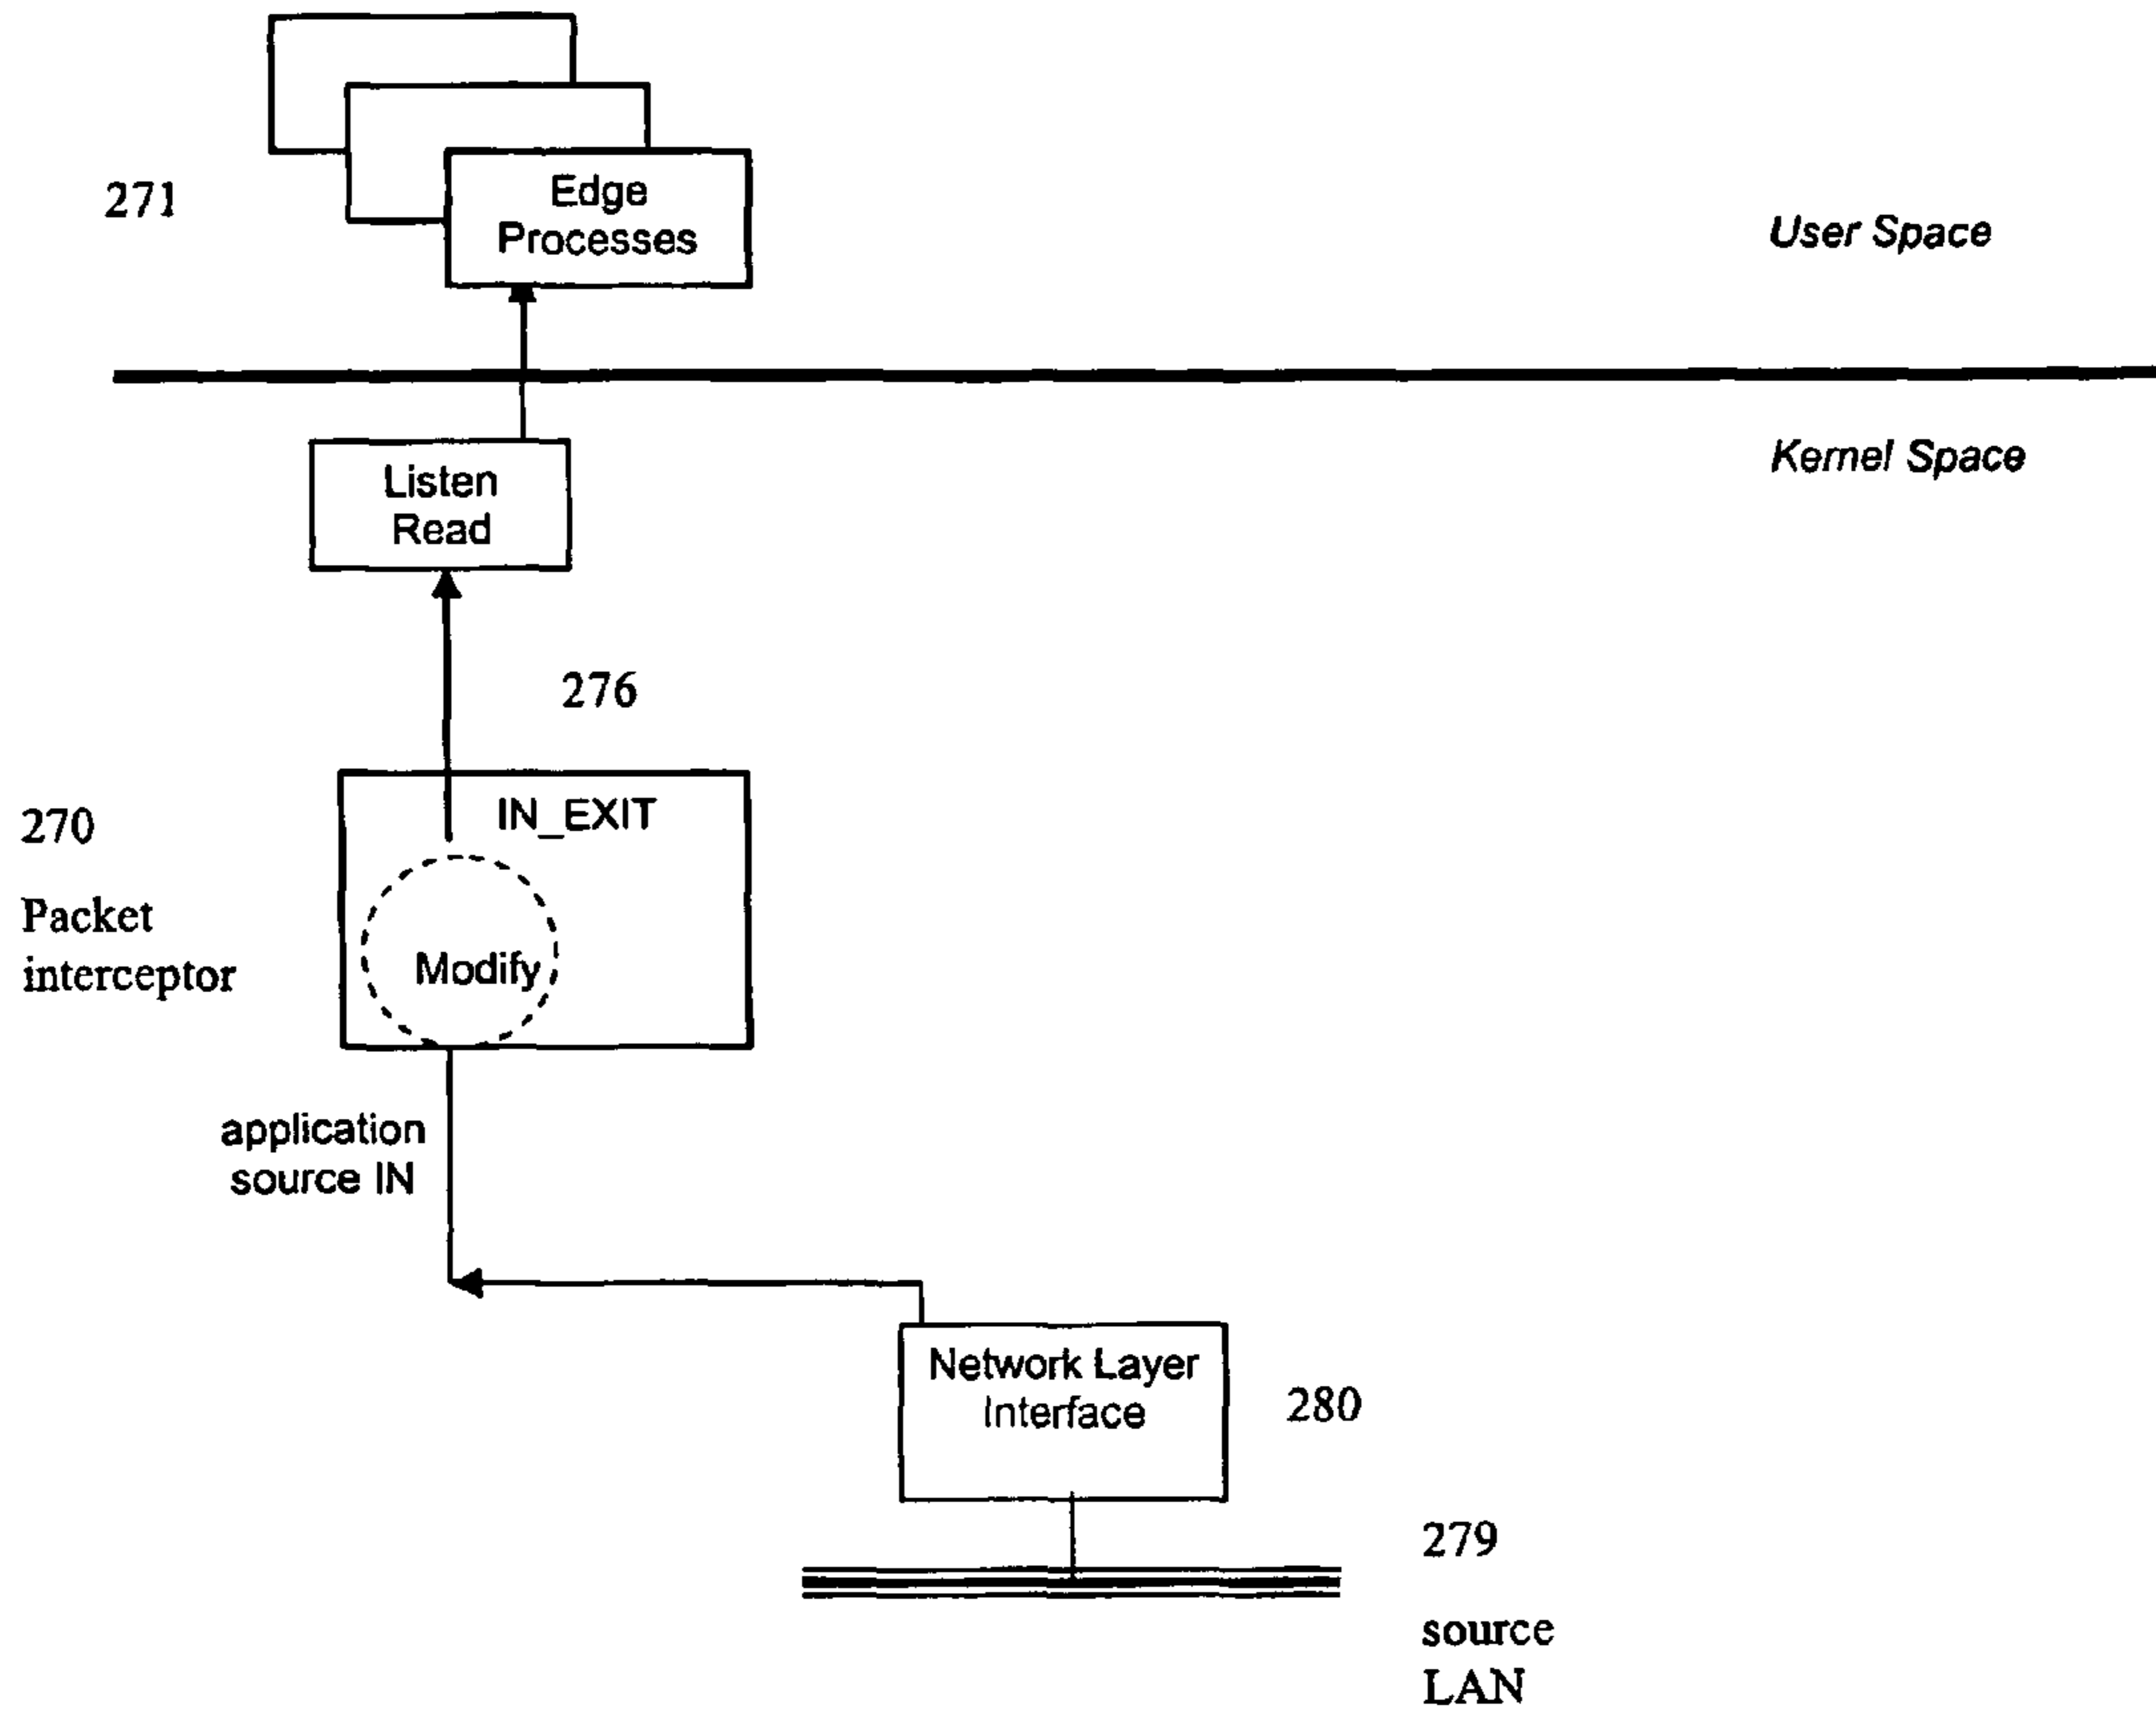 271
Edge
Processes
User Space
Kernel Space
Listen
Read
276
IN_EXIT
270
Packet
interceptor
Modify
application
source IN
Network Layer
Interface
280
279
source
LAN